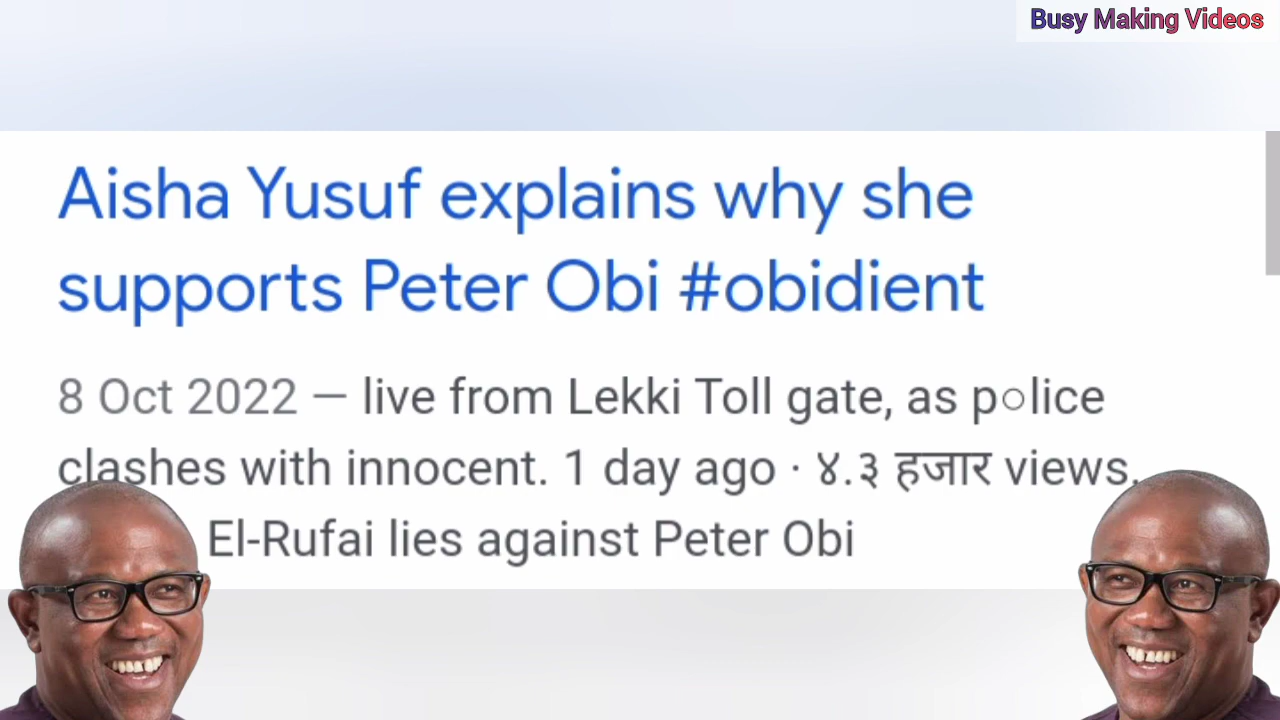 Busy Making Videos
Aisha Yusuf explains why she
supports Peter Obi #obidient
8 Oct 2022 — live from Lekki Toll gate, as p○lice
clashes with innocent. 1 day ago · ४.३ हजार views.
El-Rufai lies against Peter Obi